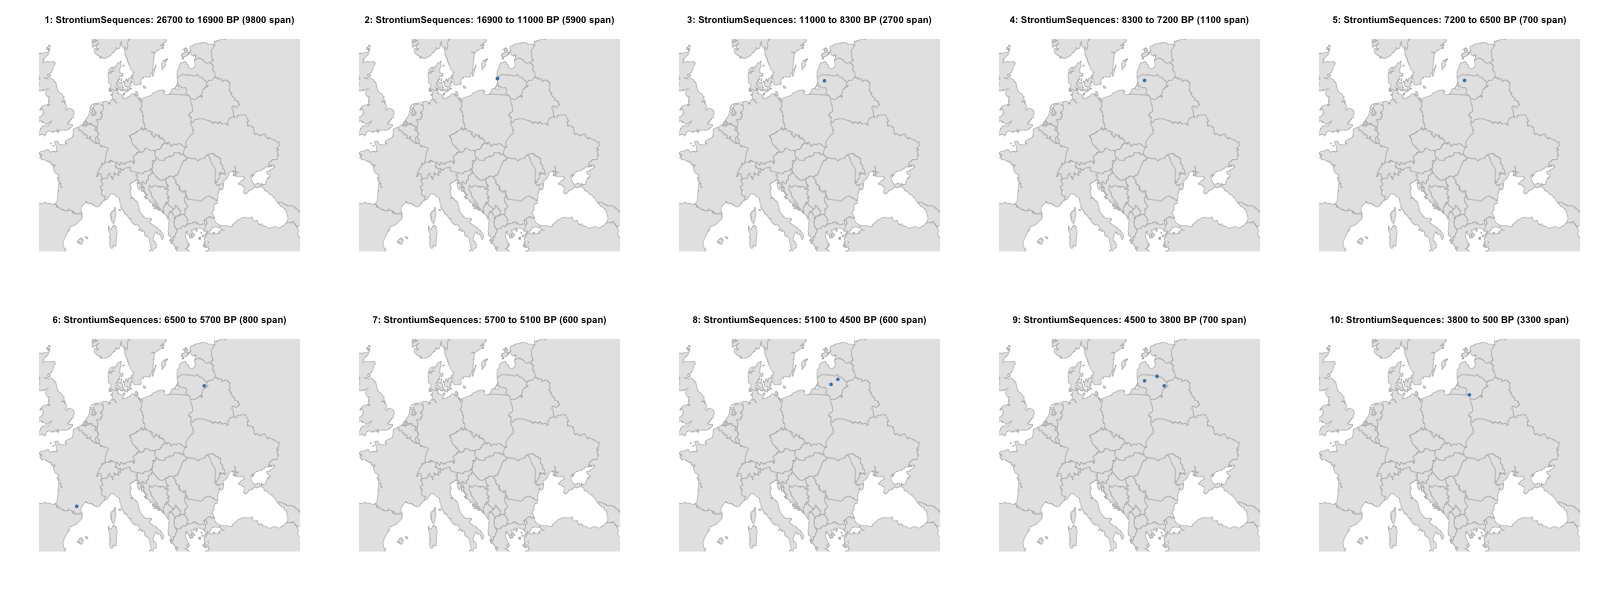 1: StrontiumSequences: 26700 to 16900 BP (9800 span)
2: StrontiumSequences: 16900 to 11000 BP (5900 span)
3: StrontiumSequences: 11000 to 8300 BP (2700 span)
4: StrontiumSequences: 8300 to 7200 BP (1100 span)
5: StrontiumSequences: 7200 to 6500 BP (700 span)
6: StrontiumSequences: 6500 to 5700 BP (800 span)
7: StrontiumSequences: 5700 to 5100 BP (600 span)
8: StrontiumSequences: 5100 to 4500 BP (600 span)
9: StrontiumSequences: 4500 to 3800 BP (700 span)
10: StrontiumSequences: 3800 to 500 BP (3300 span)